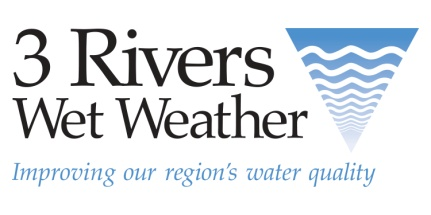 3 Rivers
Wet Weather
Improving our region's water quality